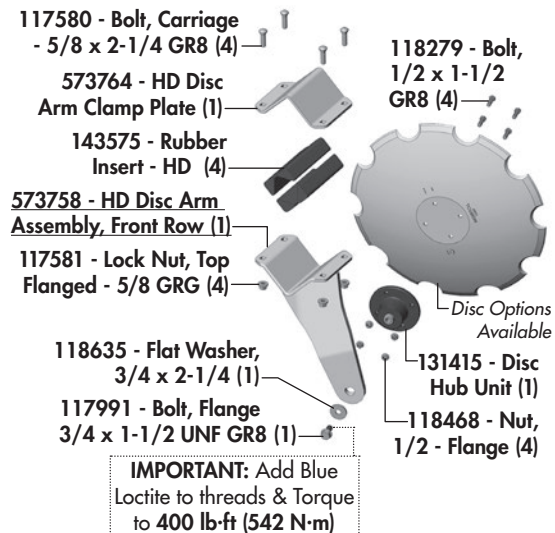 117580 - Bolt, Carriage
- 5/8 x 2-1/4 GR8 (4)
573764 - HD Disc
Arm Clamp Plate (1)
143575 - Rubber
Insert - HD (4)
573758 - HD Disc Arm
Assembly, Front Row (1)
117581 - Lock Nut, Top
Flanged - 5/8 GRG (4)
118635 - Flat Washer,
3/4 x 2-1/4 (1)
117991 - Bolt, Flange
3/4 x 1-1/2 UNF GR8 (1)
IMPORTANT: Add Blue
Loctite to threads & Torque
to 400 lb·ft (542 N·m)
118279 - Bolt,
1/2 x 1-1/2
GR8 (4)
Disc Options
Available
131415 - Disc
Hub Unit (1)
118468 - Nut,
1/2 - Flange (4)